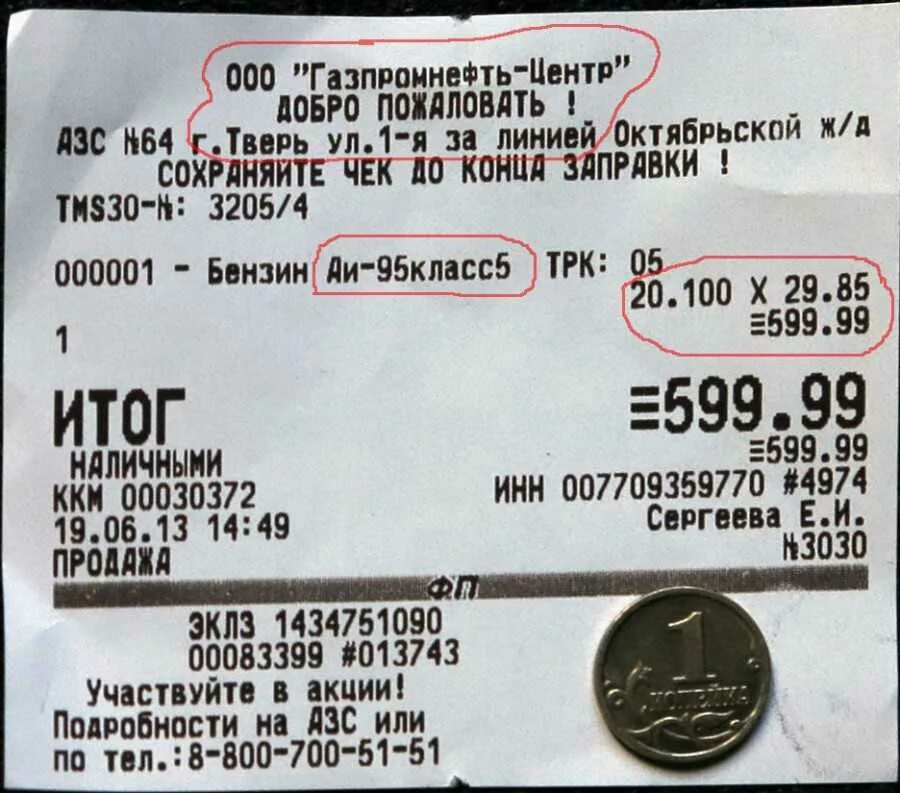 ООО "Газпромнефть-Центр"
ДОБРО ПОЖАЛОВАТЬ !
АЗС №64 г.Тверь ул.1-я за линией Октябрьской ж/д
СОХРАНЯЙТЕ ЧЕК ДО КОНЦА ЗАПРАВКИ !
TMS30-№: 3205/4
000001 - Бензин Аи-95класс5 ТРК: 05
20.100 X 29.85
1 ≡599.99
ИТОГ ≡599.99
НАЛИЧНЫМИ ≡599.99
ККМ 00030372 ИНН 007709359770 #4974
19.06.13 14:49 Сергеева Е.И.
ПРОДАЖА №3030
ФП
ЭКЛЗ 1434751090
00083399 #013743
Участвуйте в акции!
Подробности на АЗС или
по тел.:8-800-700-51-51
1
КОПЕЙКА